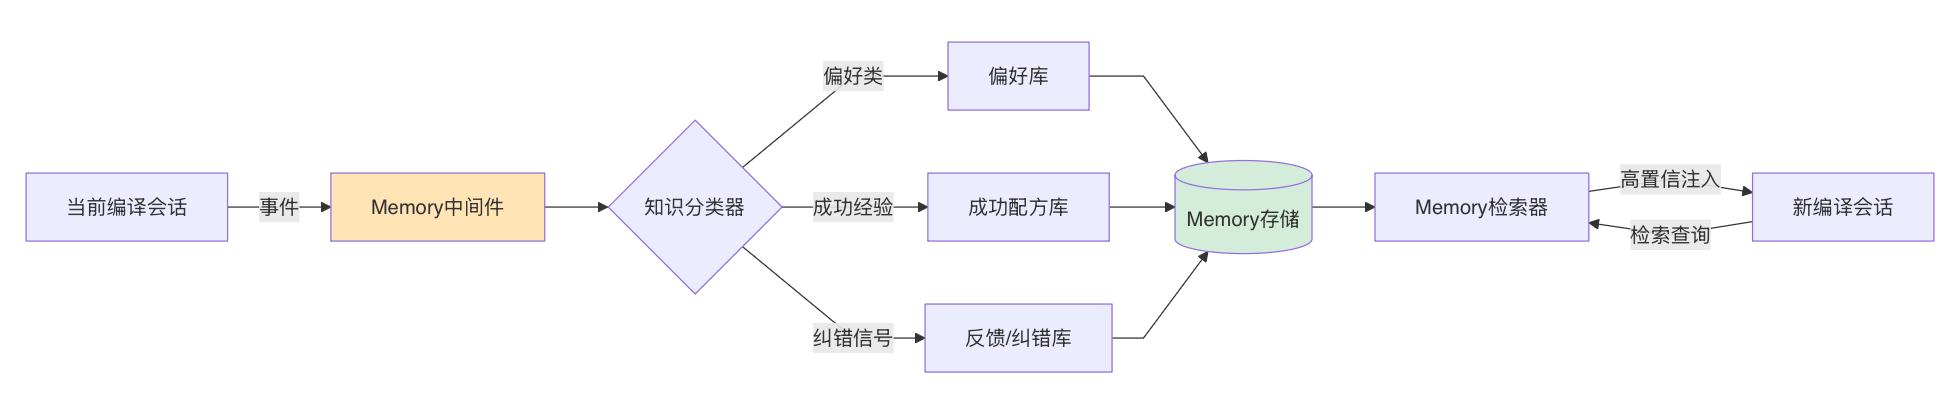 当前编译会话
事件
Memory中间件
知识分类器
偏好类
成功经验
纠错信号
偏好库
成功配方库
反馈/纠错库
Memory存储
Memory检索器
高置信注入
检索查询
新编译会话